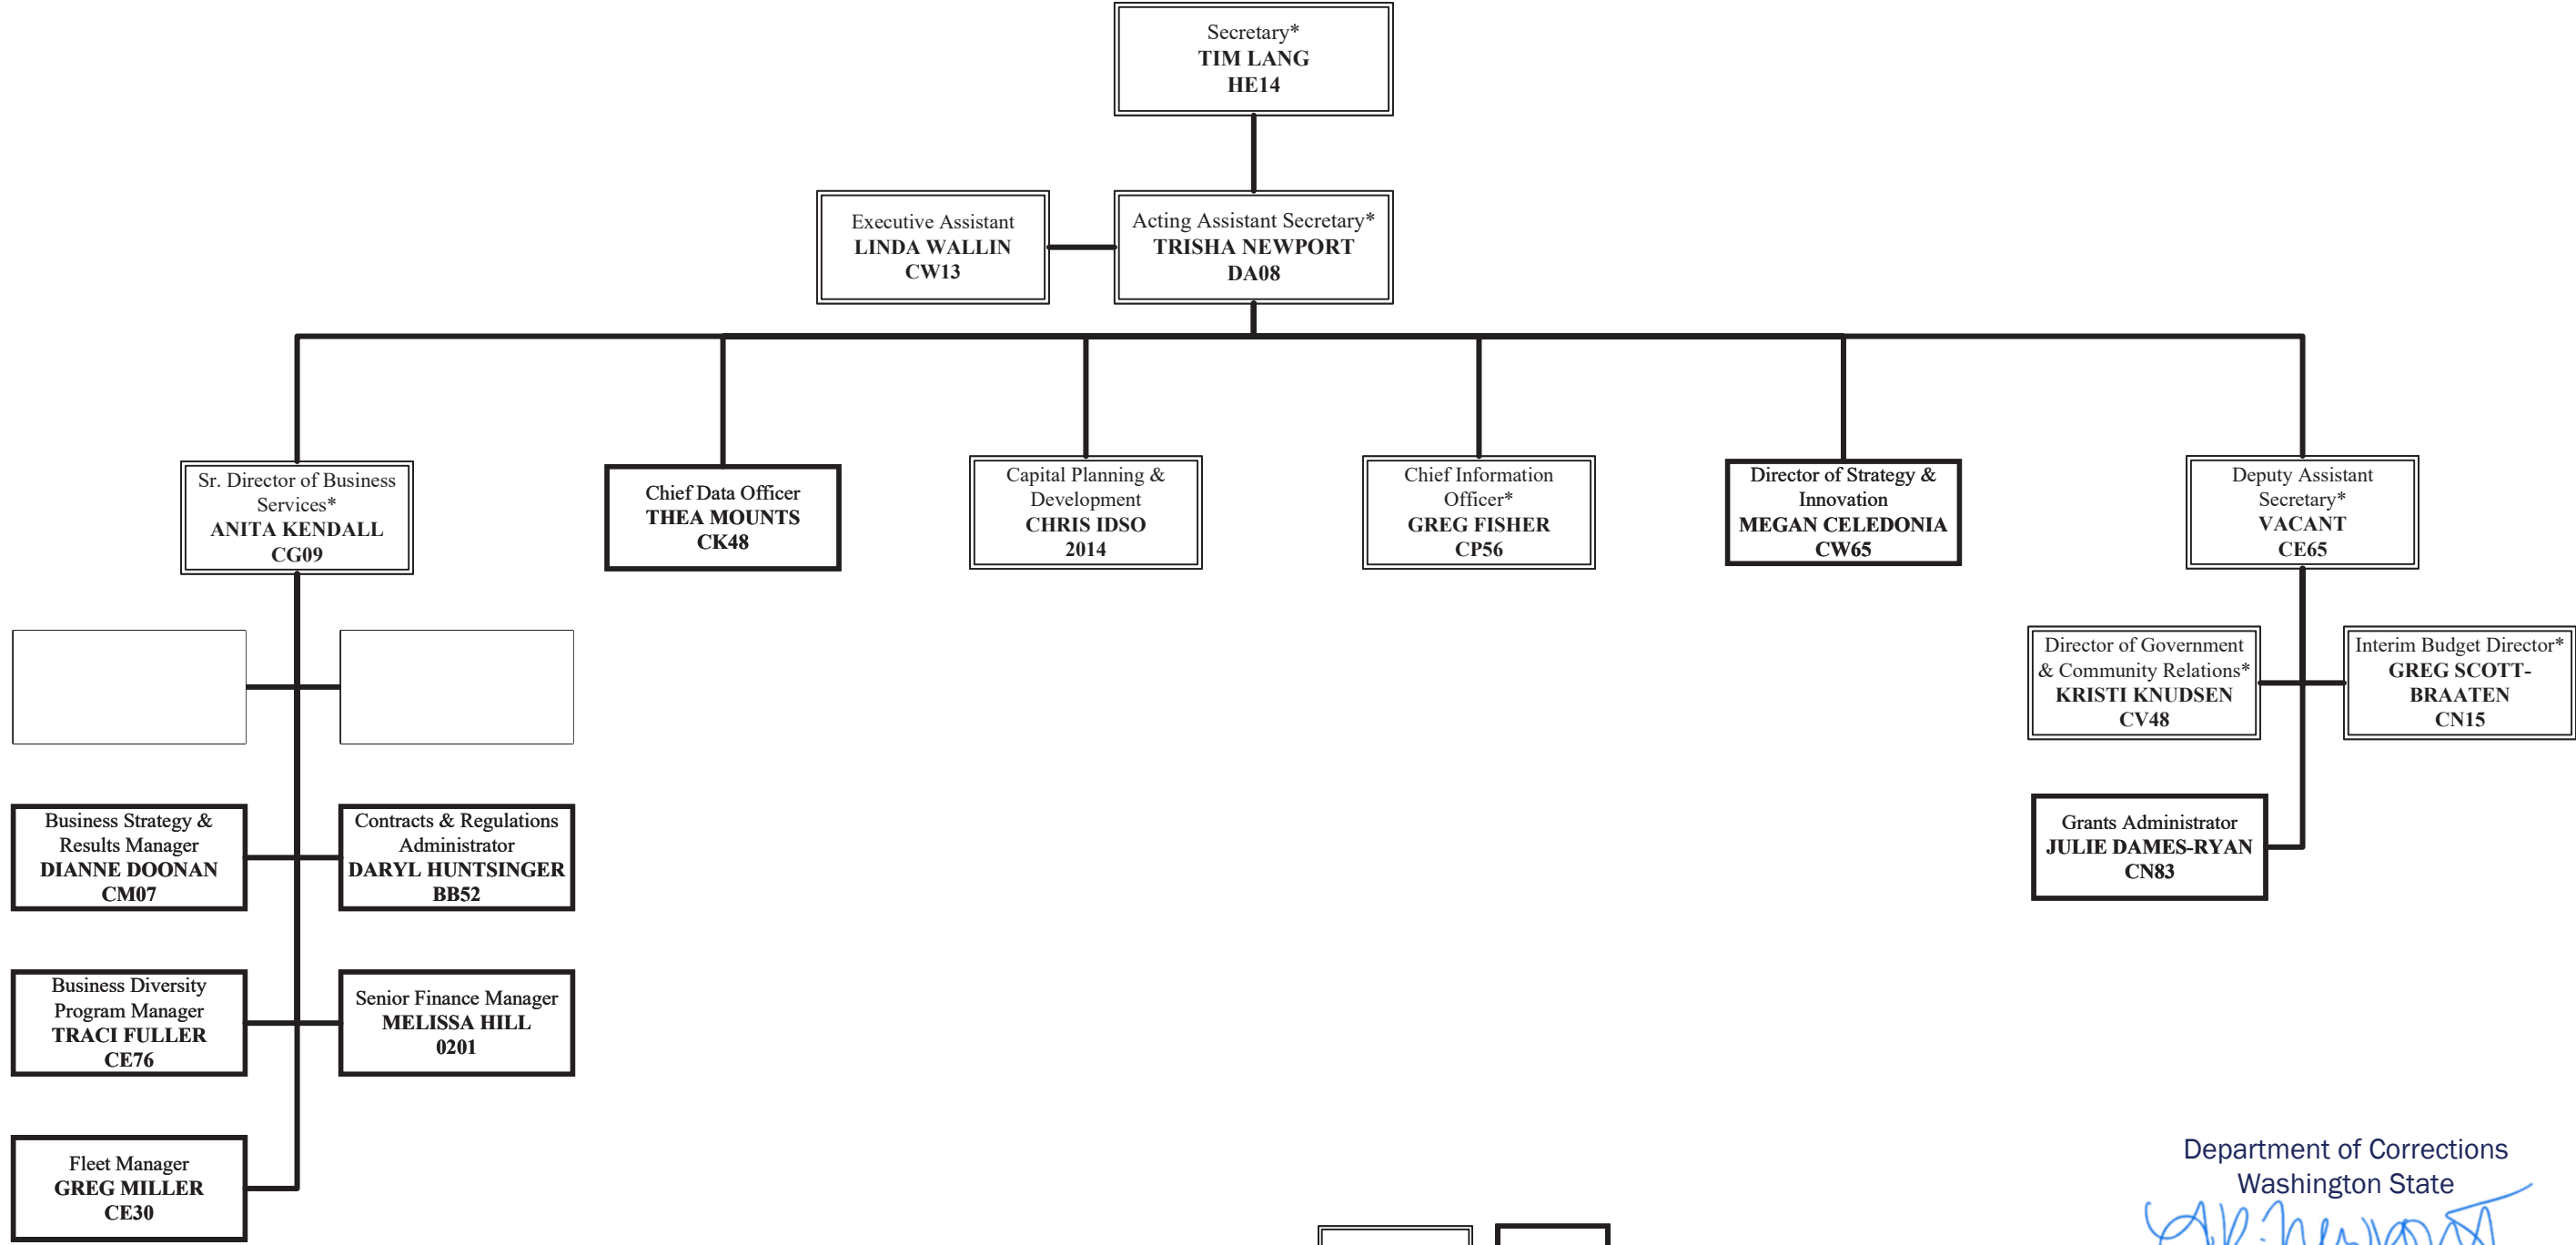 Secretary*
TIM LANG
HE14
Executive Assistant
LINDA WALLIN
CW13
Acting Assistant Secretary*
TRISHA NEWPORT
DA08
Sr. Director of Business
Services*
ANITA KENDALL
CG09
Chief Data Officer
THEA MOUNTS
CK48
Capital Planning &
Development
CHRIS IDSO
2014
Chief Information
Officer*
GREG FISHER
CP56
Director of Strategy &
Innovation
MEGAN CELEDONIA
CW65
Deputy Assistant
Secretary*
VACANT
CE65
Director of Government
& Community Relations*
KRISTI KNUDSEN
CV48
Interim Budget Director*
GREG SCOTT-
BRAATEN
CN15
Business Strategy &
Results Manager
DIANNE DOONAN
CM07
Contracts & Regulations
Administrator
DARYL HUNTSINGER
BB52
Grants Administrator
JULIE DAMES-RYAN
CN83
Business Diversity
Program Manager
TRACI FULLER
CE76
Senior Finance Manager
MELISSA HILL
0201
Fleet Manager
GREG MILLER
CE30
Department of Corrections
Washington State